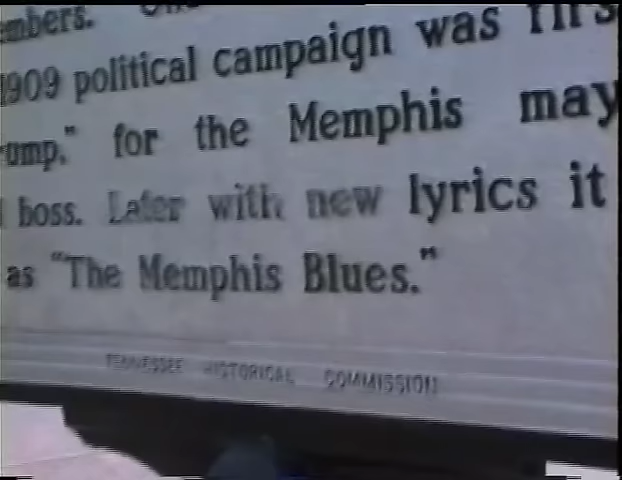 embers.
1909 political campaign was firs
rump," for the Memphis may
boss. Later with new lyrics it
as "The Memphis Blues."
TENNESSEE HISTORICAL COMMISSION